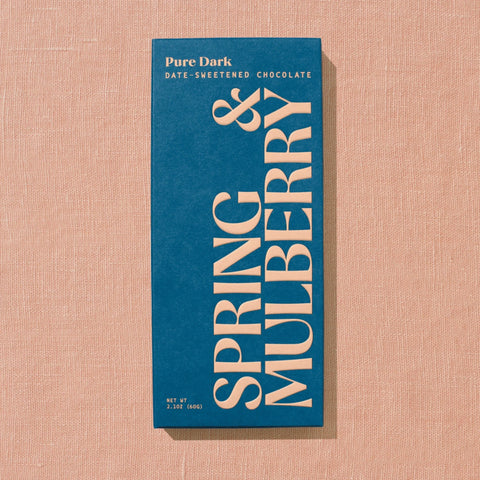 Pure Dark
DATE-SWEETENED CHOCOLATE
SPRING &
MULBERRY
NET WT
2.1OZ (60G)